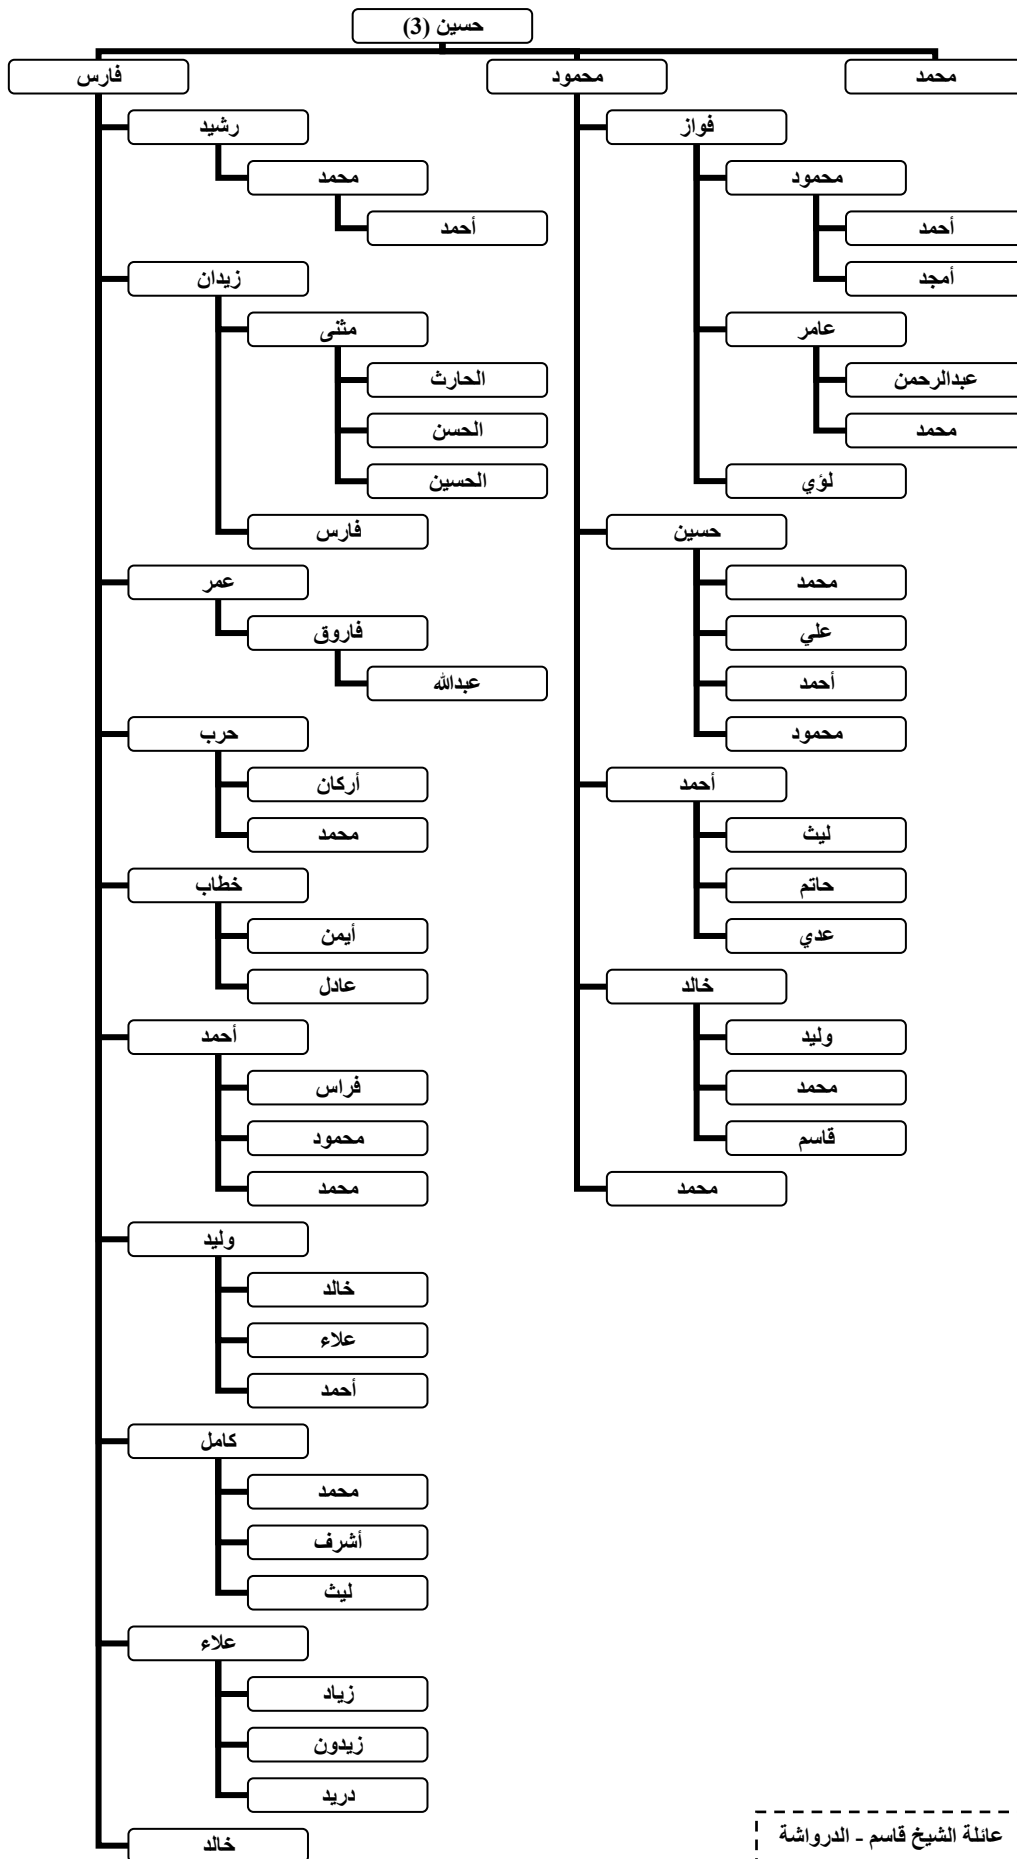 حسين (3)
محمد
محمود
فارس
فواز
محمود
أحمد
أمجد
عامر
عبدالرحمن
محمد
لؤي
حسين
محمد
علي
أحمد
محمود
أحمد
ليث
حاتم
عدي
خالد
وليد
محمد
قاسم
محمد
رشيد
محمد
أحمد
زيدان
مثنى
الحارث
الحسن
الحسين
فارس
عمر
فاروق
عبدالله
حرب
أركان
محمد
خطاب
أيمن
عادل
أحمد
فراس
محمود
محمد
وليد
خالد
علاء
أحمد
كامل
محمد
أشرف
ليث
علاء
زياد
زيدون
دريد
خالد
عائلة الشيخ قاسم - الدرواشة